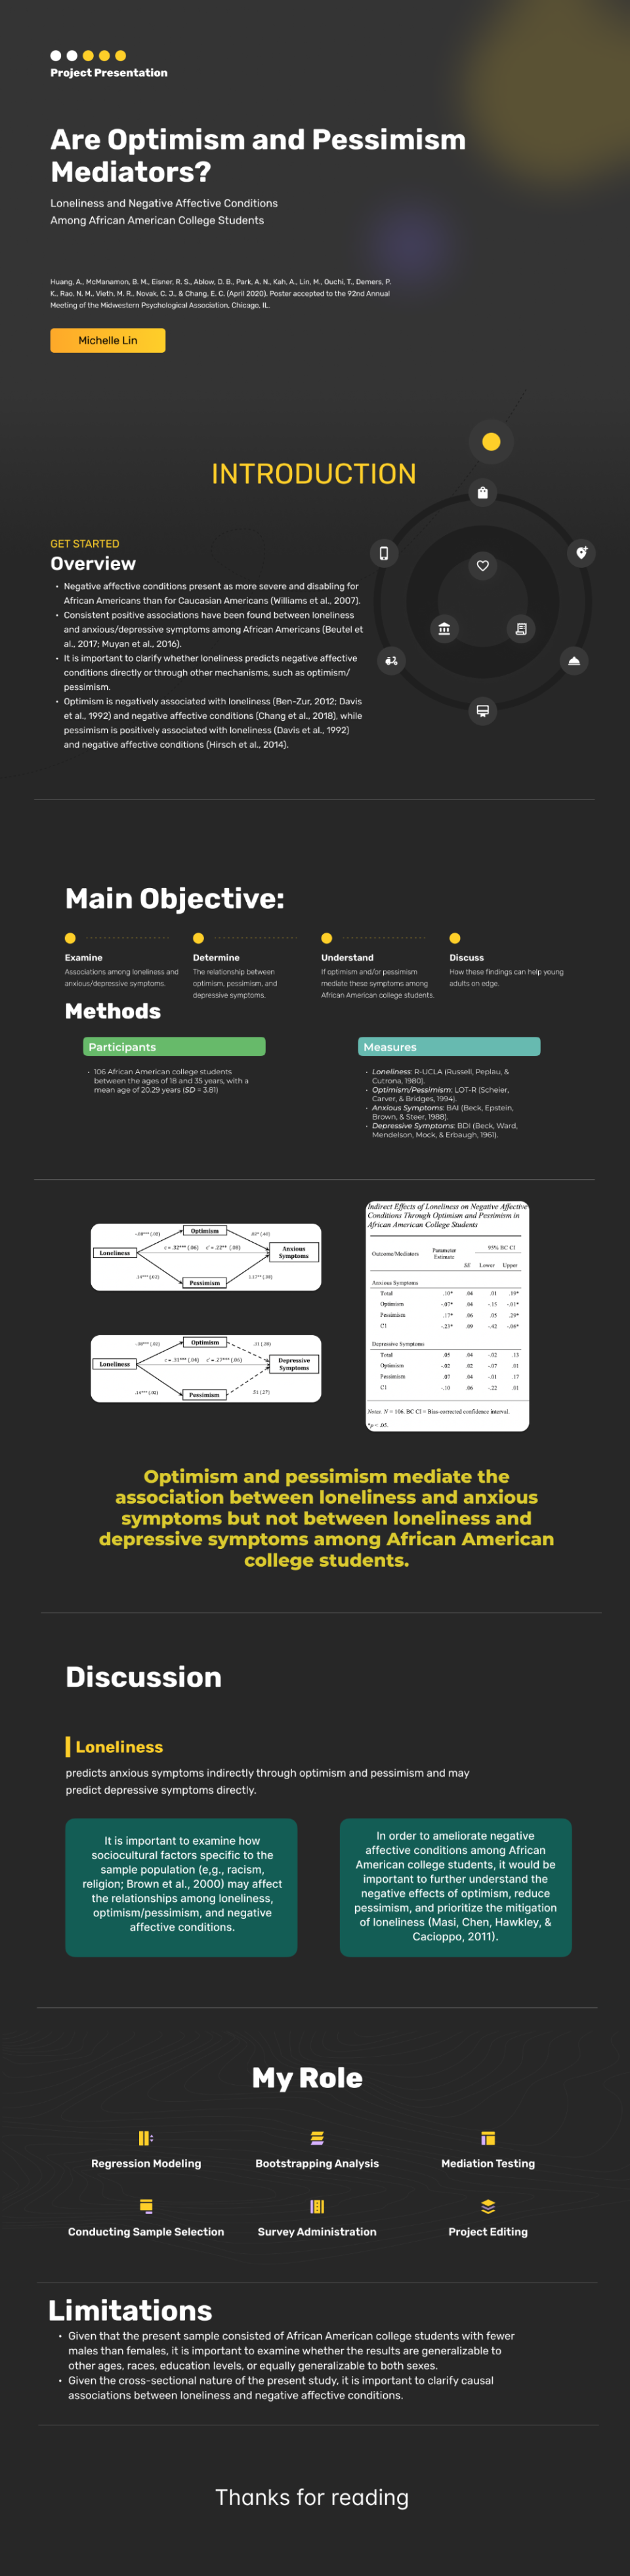 Project Presentation
Are Optimism and Pessimism
Mediators?
Loneliness and Negative Affective Conditions
Among African American College Students
Huang, A., McManamon, B. M., Eisner, R. S., Ablow, D. B., Park, A. N., Kah, A., Lin, M., Ouchi, T., Demers, P.
K., Rao, N. M., Vieth, M. R., Novak, C. J., & Chang, E. C. (April 2020). Poster accepted to the 92nd Annual
Meeting of the Midwestern Psychological Association, Chicago, IL.
Michelle Lin
INTRODUCTION
GET STARTED
Overview
• Negative affective conditions present as more severe and disabling for
African Americans than for Caucasian Americans (Williams et al., 2007).
• Consistent positive associations have been found between loneliness
and anxious/depressive symptoms among African Americans (Beutel et
al., 2017; Muyan et al., 2016).
• It is important to clarify whether loneliness predicts negative affective
conditions directly or through other mechanisms, such as optimism/
pessimism.
• Optimism is negatively associated with loneliness (Ben-Zur, 2012; Davis
et al., 1992) and negative affective conditions (Chang et al., 2018), while
pessimism is positively associated with loneliness (Davis et al., 1992)
and negative affective conditions (Hirsch et al., 2014).
Main Objective:
Examine
Associations among loneliness and
anxious/depressive symptoms.
Determine
The relationship between
optimism, pessimism, and
depressive symptoms.
Understand
If optimism and/or pessimism
mediate these symptoms among
African American college students.
Discuss
How these findings can help young
adults on edge.
Methods
Participants
• 106 African American college students
between the ages of 18 and 35 years, with a
mean age of 20.29 years (SD = 3.81)
Measures
• Loneliness: R-UCLA (Russell, Peplau, &
Cutrona, 1980).
• Optimism/Pessimism: LOT-R (Scheier,
Carver, & Bridges, 1994).
• Anxious Symptoms: BAI (Beck, Epstein,
Brown, & Steer, 1988).
• Depressive Symptoms: BDI (Beck, Ward,
Mendelson, Mock, & Erbaugh, 1961).
Optimism
Loneliness
c = .32*** (.06) c' = .22** (.08)
Anxious
Symptoms
Pessimism
Optimism
Loneliness
c = .31*** (.04) c' = .27*** (.06)
Depressive
Symptoms
Pessimism
Indirect Effects of Loneliness on Negative Affective
Conditions Through Optimism and Pessimism in
African American College Students
Outcome/Mediators
Parameter
Estimate
95% BC CI
SE Lower Upper
Anxious Symptoms
Total .10* .04 .01 .19*
Optimism -.07* .04 -.15 -.01*
Pessimism .17* .06 .05 .29*
C1 -.23* .09 -.42 -.06*
Depressive Symptoms
Total .05 .04 -.02 .13
Optimism -.02 .02 -.07 .01
Pessimism .07 .04 -.01 .17
C1 -.10 .06 -.22 .01
Notes. N = 106. BC CI = Bias-corrected confidence interval.
*p < .05.
Optimism and pessimism mediate the
association between loneliness and anxious
symptoms but not between loneliness and
depressive symptoms among African American
college students.
Discussion
Loneliness
predicts anxious symptoms indirectly through optimism and pessimism and may
predict depressive symptoms directly.
It is important to examine how
sociocultural factors specific to the
sample population (e,g., racism,
religion; Brown et al., 2000) may affect
the relationships among loneliness,
optimism/pessimism, and negative
affective conditions.
In order to ameliorate negative
affective conditions among African
American college students, it would be
important to further understand the
negative effects of optimism, reduce
pessimism, and prioritize the mitigation
of loneliness (Masi, Chen, Hawkley, &
Cacioppo, 2011).
My Role
Regression Modeling
Bootstrapping Analysis
Mediation Testing
Conducting Sample Selection
Survey Administration
Project Editing
Limitations
• Given that the present sample consisted of African American college students with fewer
males than females, it is important to examine whether the results are generalizable to
other ages, races, education levels, or equally generalizable to both sexes.
• Given the cross-sectional nature of the present study, it is important to clarify causal
associations between loneliness and negative affective conditions.
Thanks for reading